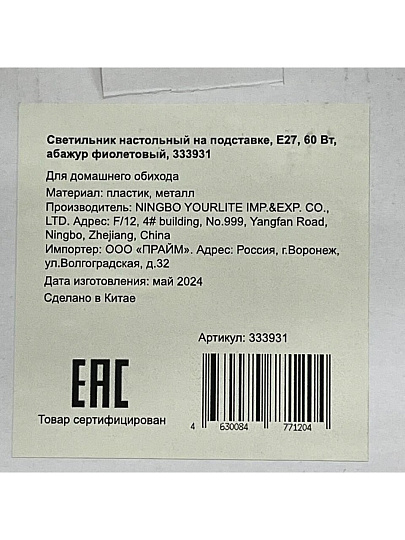 Светильник настольный на подставке, Е27, 60 Вт,
абажур фиолетовый, 333931
Для домашнего обихода
Материал: пластик, металл
Производитель: NINGBO YOURLITE IMP.&EXP. CO.,
LTD. Адрес: F/12, 4# building, No.999, Yangfan Road,
Ningbo, Zhejiang, China
Импортер: ООО «ПРАЙМ». Адрес: Россия, г.Воронеж,
ул.Волгоградская, д.32
Дата изготовления: май 2024
Сделано в Китае
Артикул: 333931
ЕАС
Товар сертифицирован
4 630084 771204